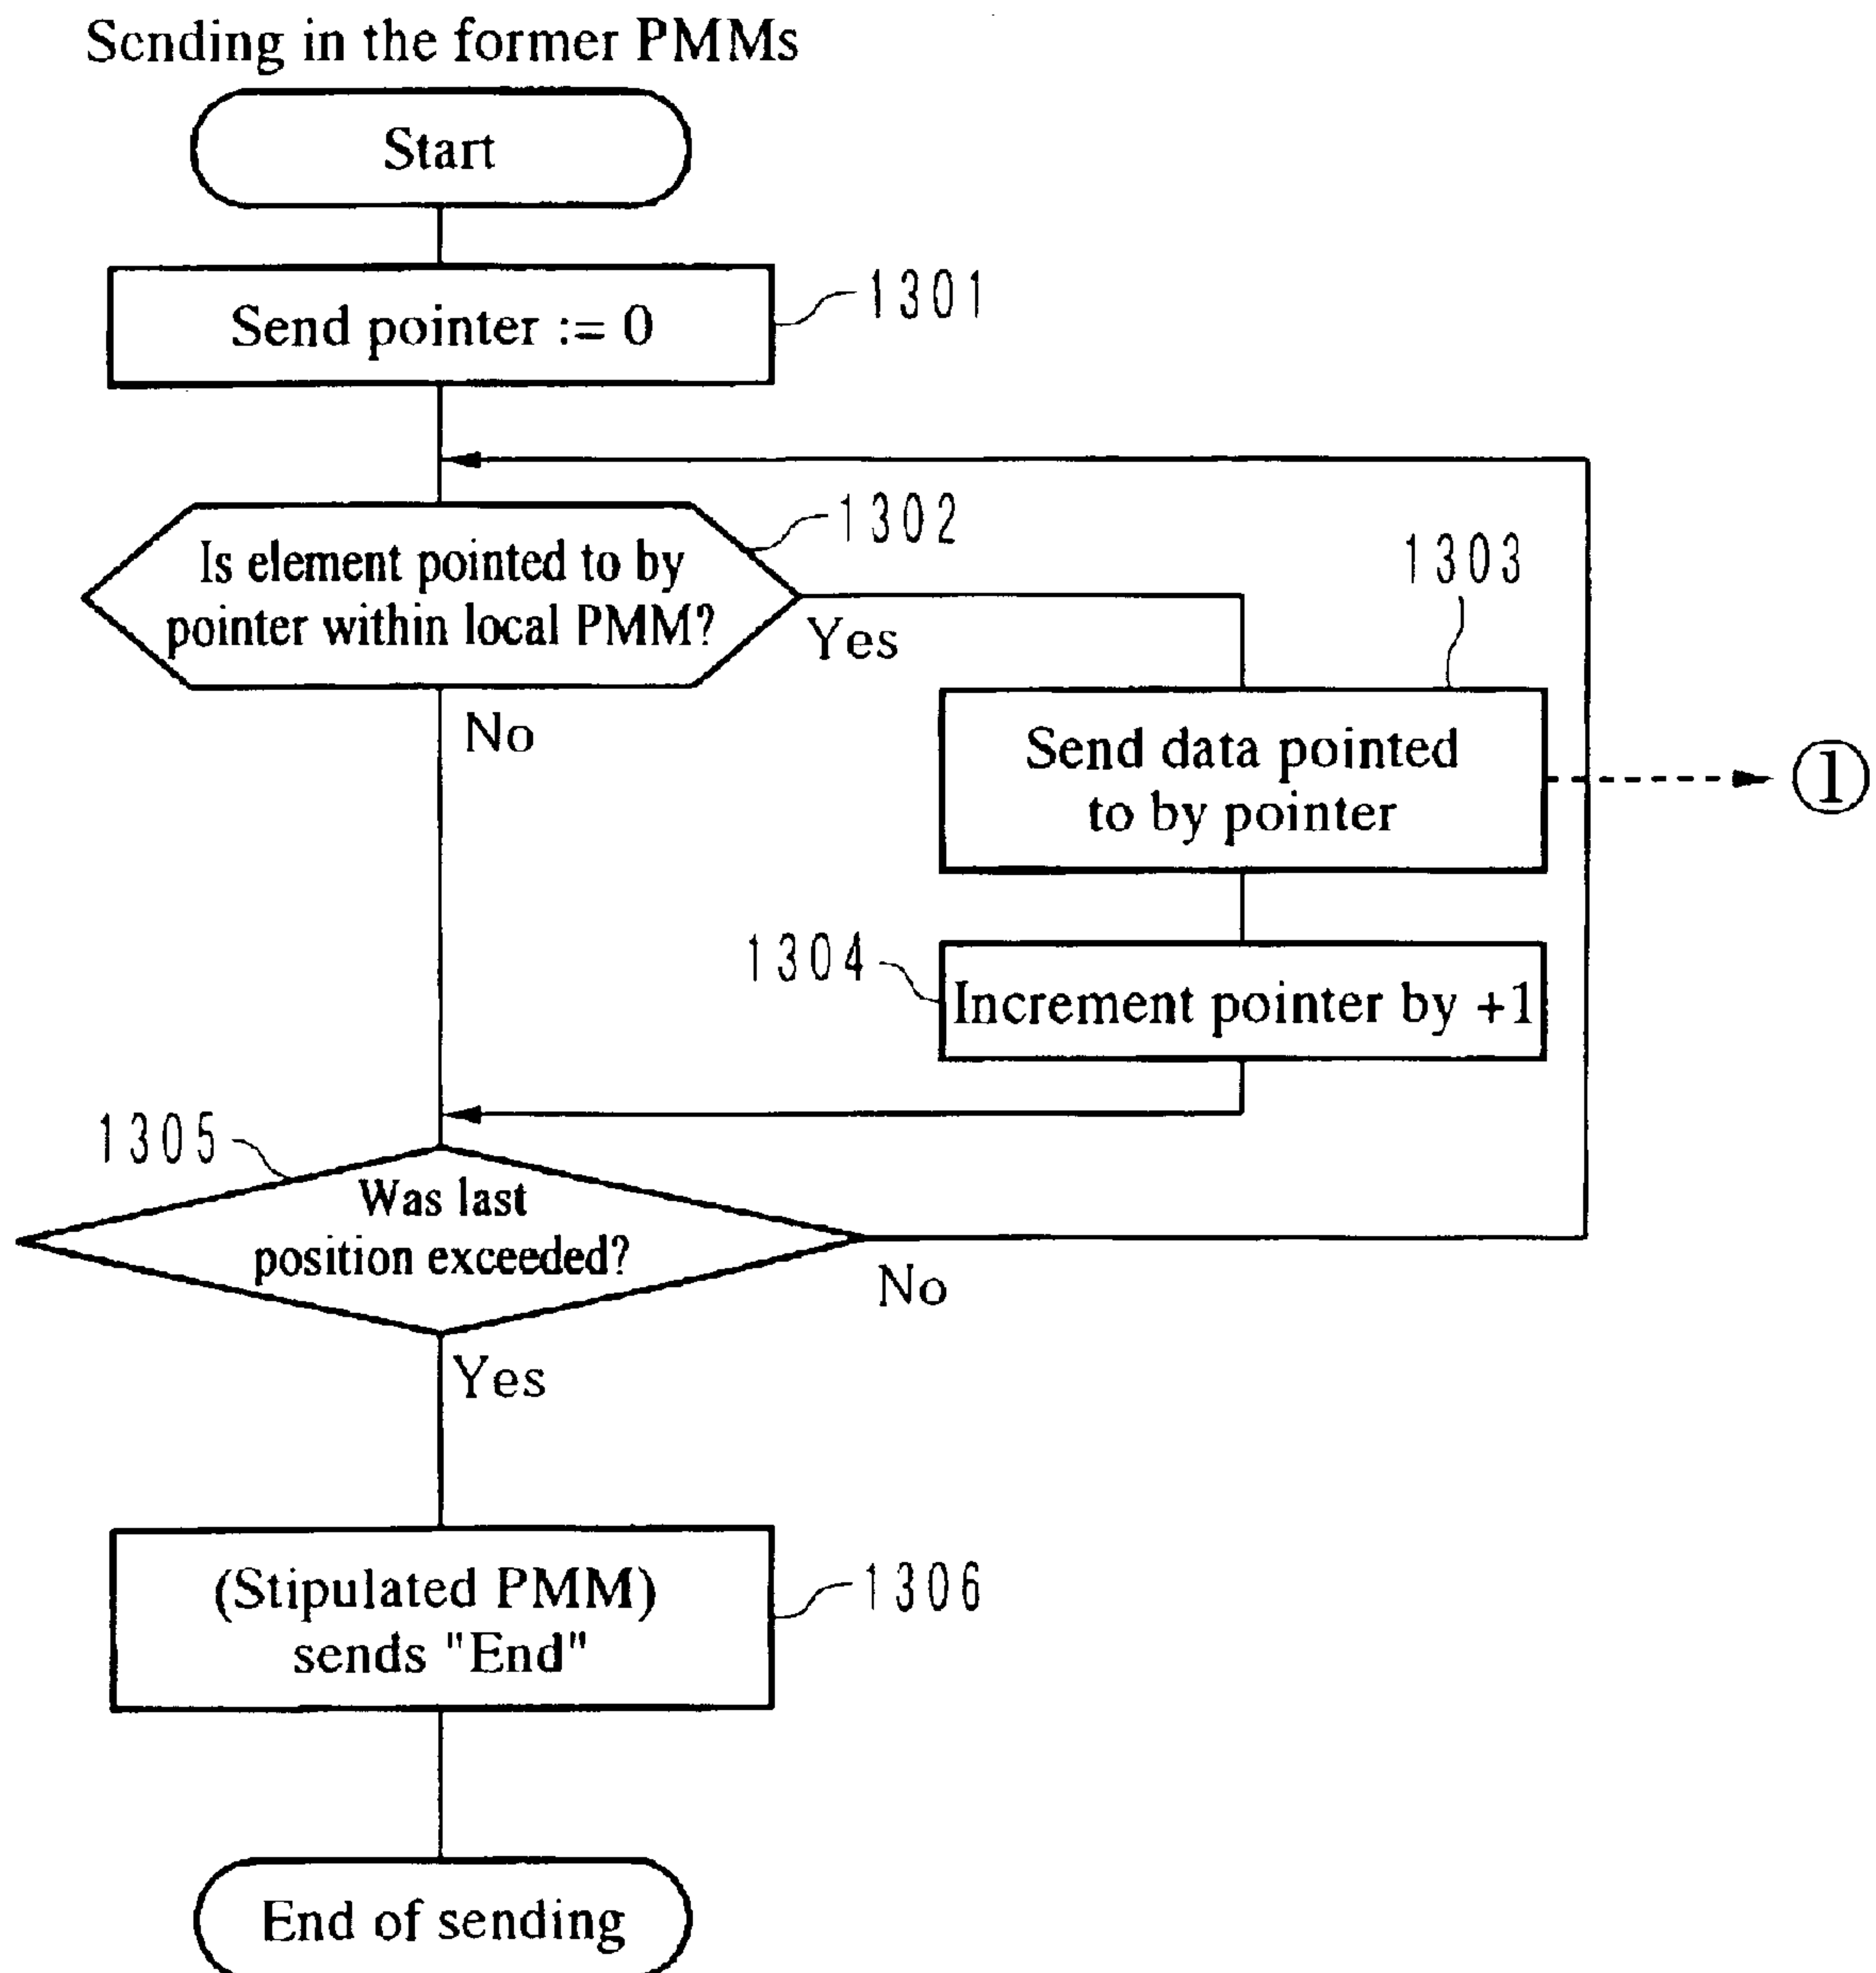 Sending in the former PMMs
Start
Send pointer := 0
1301
Is element pointed to by
pointer within local PMM?
1302
Yes
No
1303
Send data pointed
to by pointer
①
1304
Increment pointer by +1
1305
Was last
position exceeded?
No
Yes
(Stipulated PMM)
sends "End"
1306
End of sending